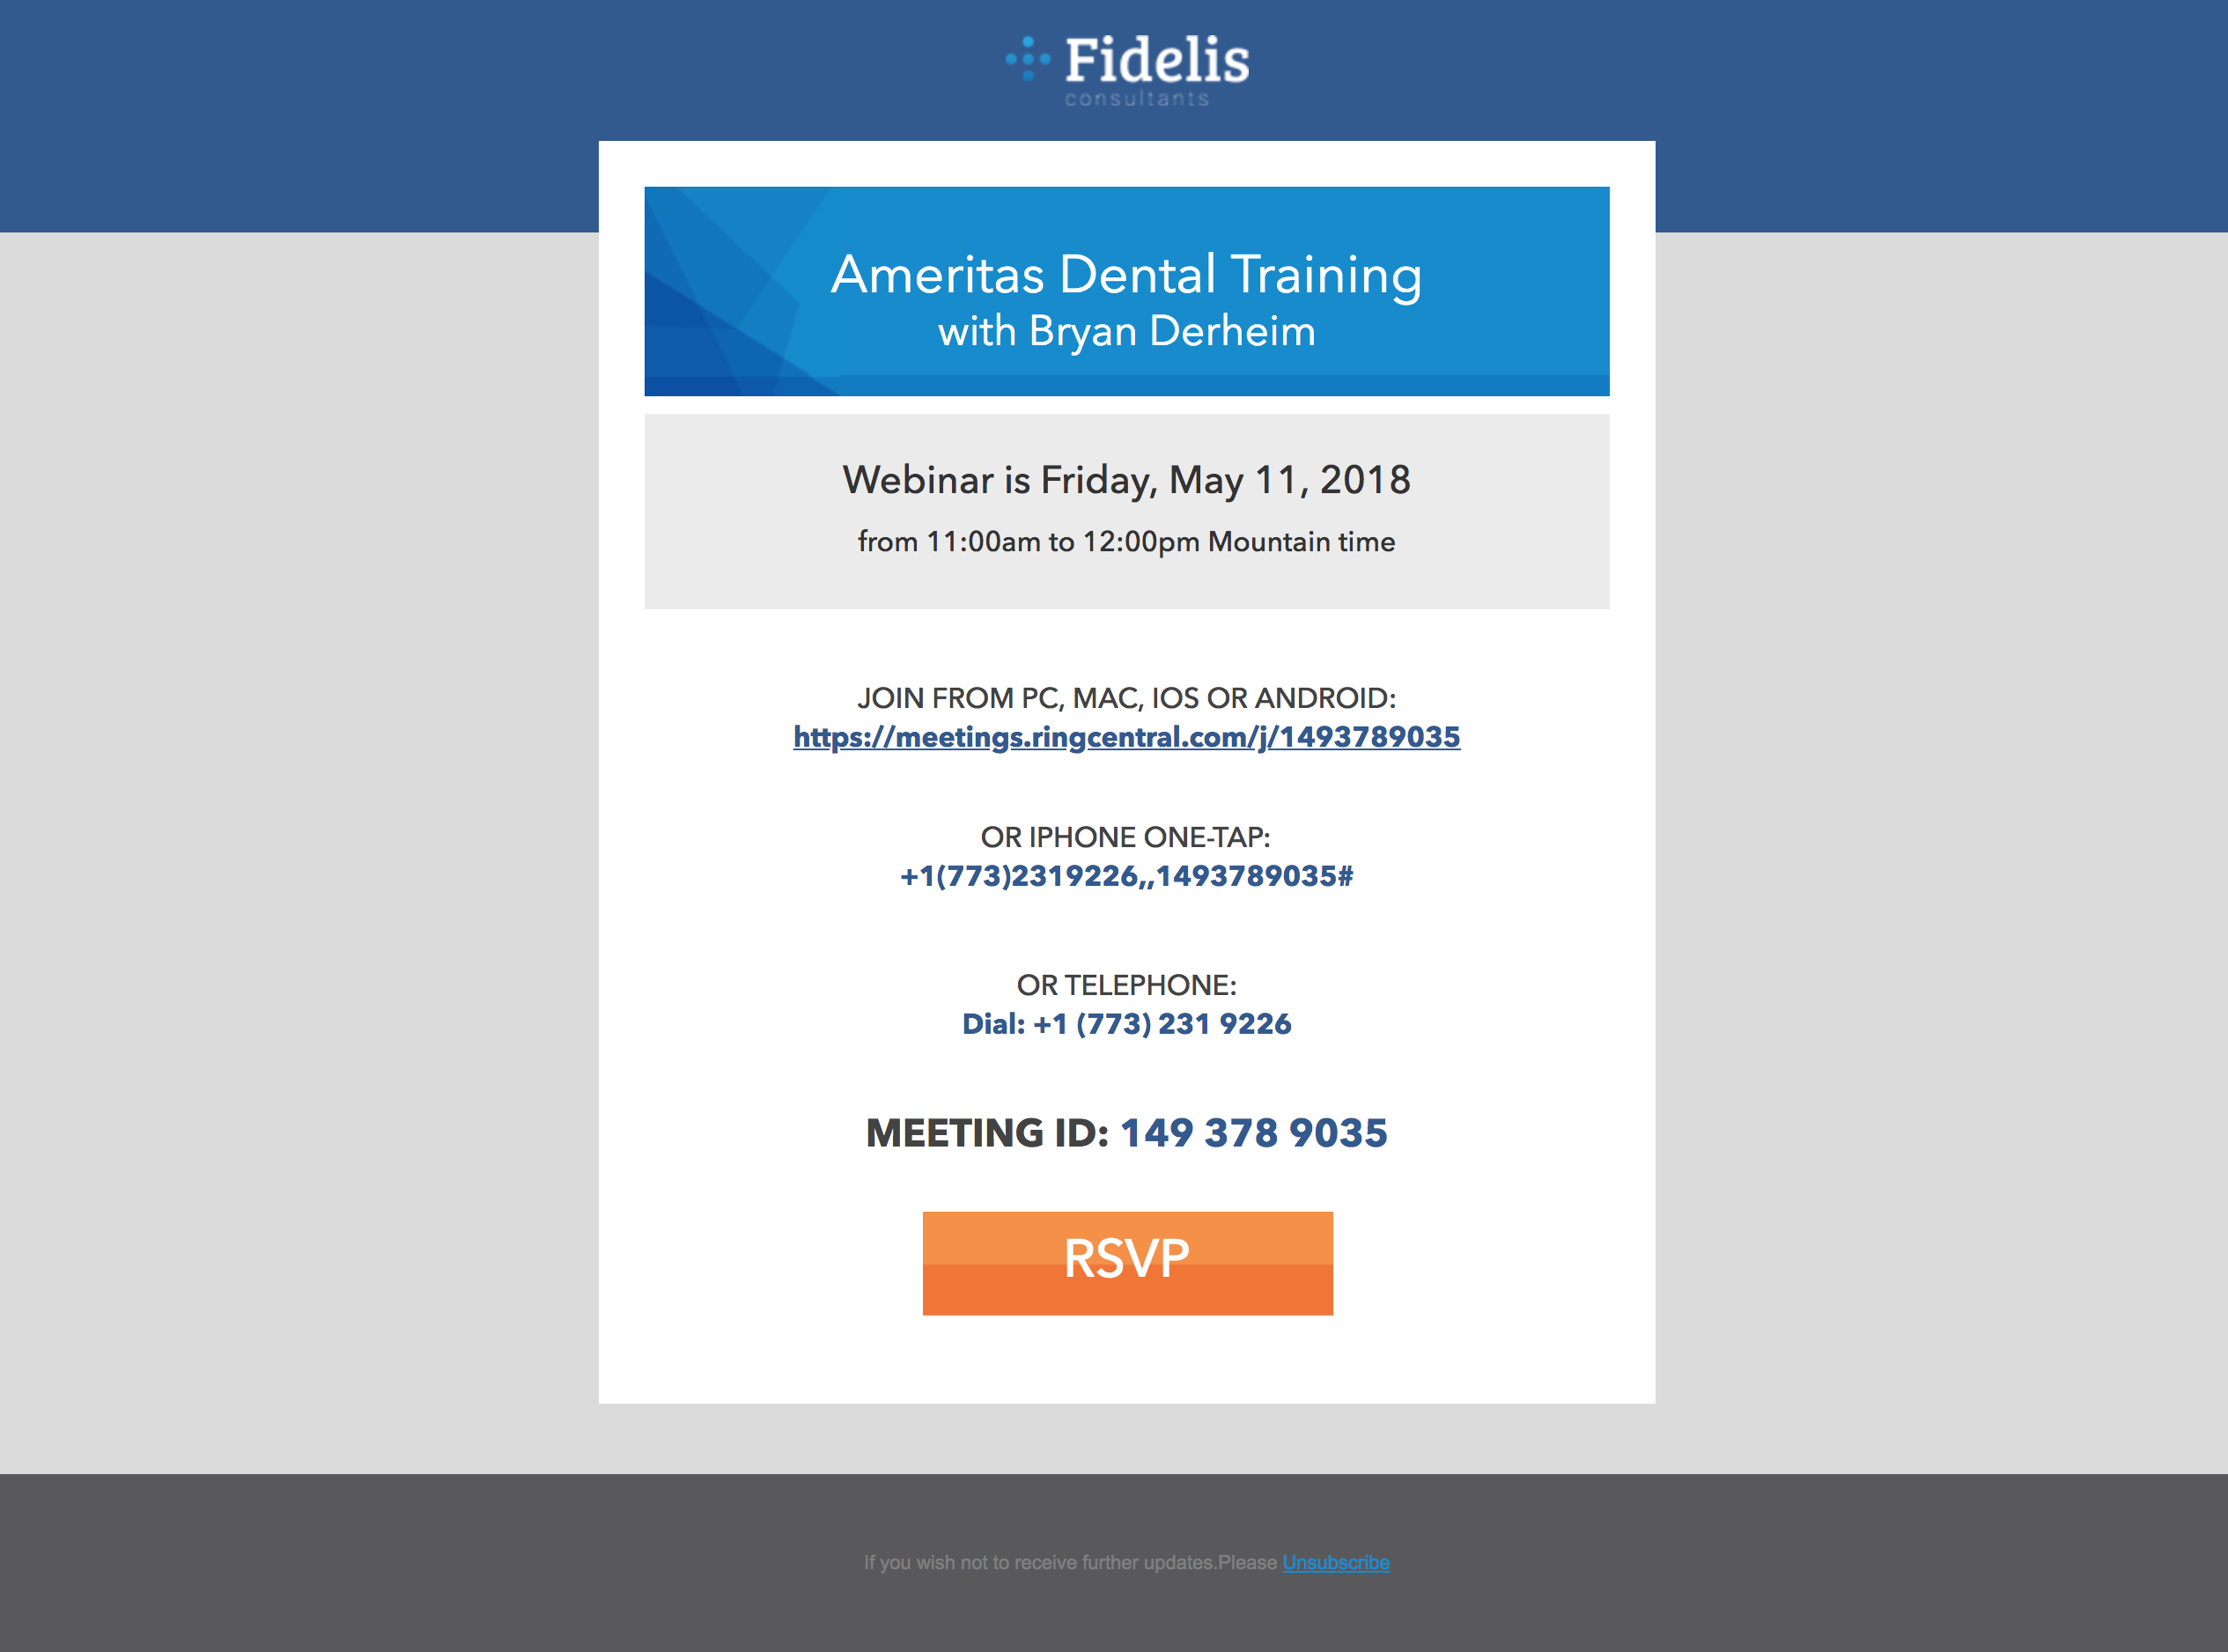 Fidelis
consultants
Ameritas Dental Training
with Bryan Derheim
Webinar is Friday, May 11, 2018
from 11:00am to 12:00pm Mountain time
JOIN FROM PC, MAC, IOS OR ANDROID:
https://meetings.ringcentral.com/j/1493789035
OR IPHONE ONE-TAP:
+1(773)2319226,,1493789035#
OR TELEPHONE:
Dial: +1 (773) 231 9226
MEETING ID: 149 378 9035
RSVP
If you wish not to receive further updates.Please Unsubscribe